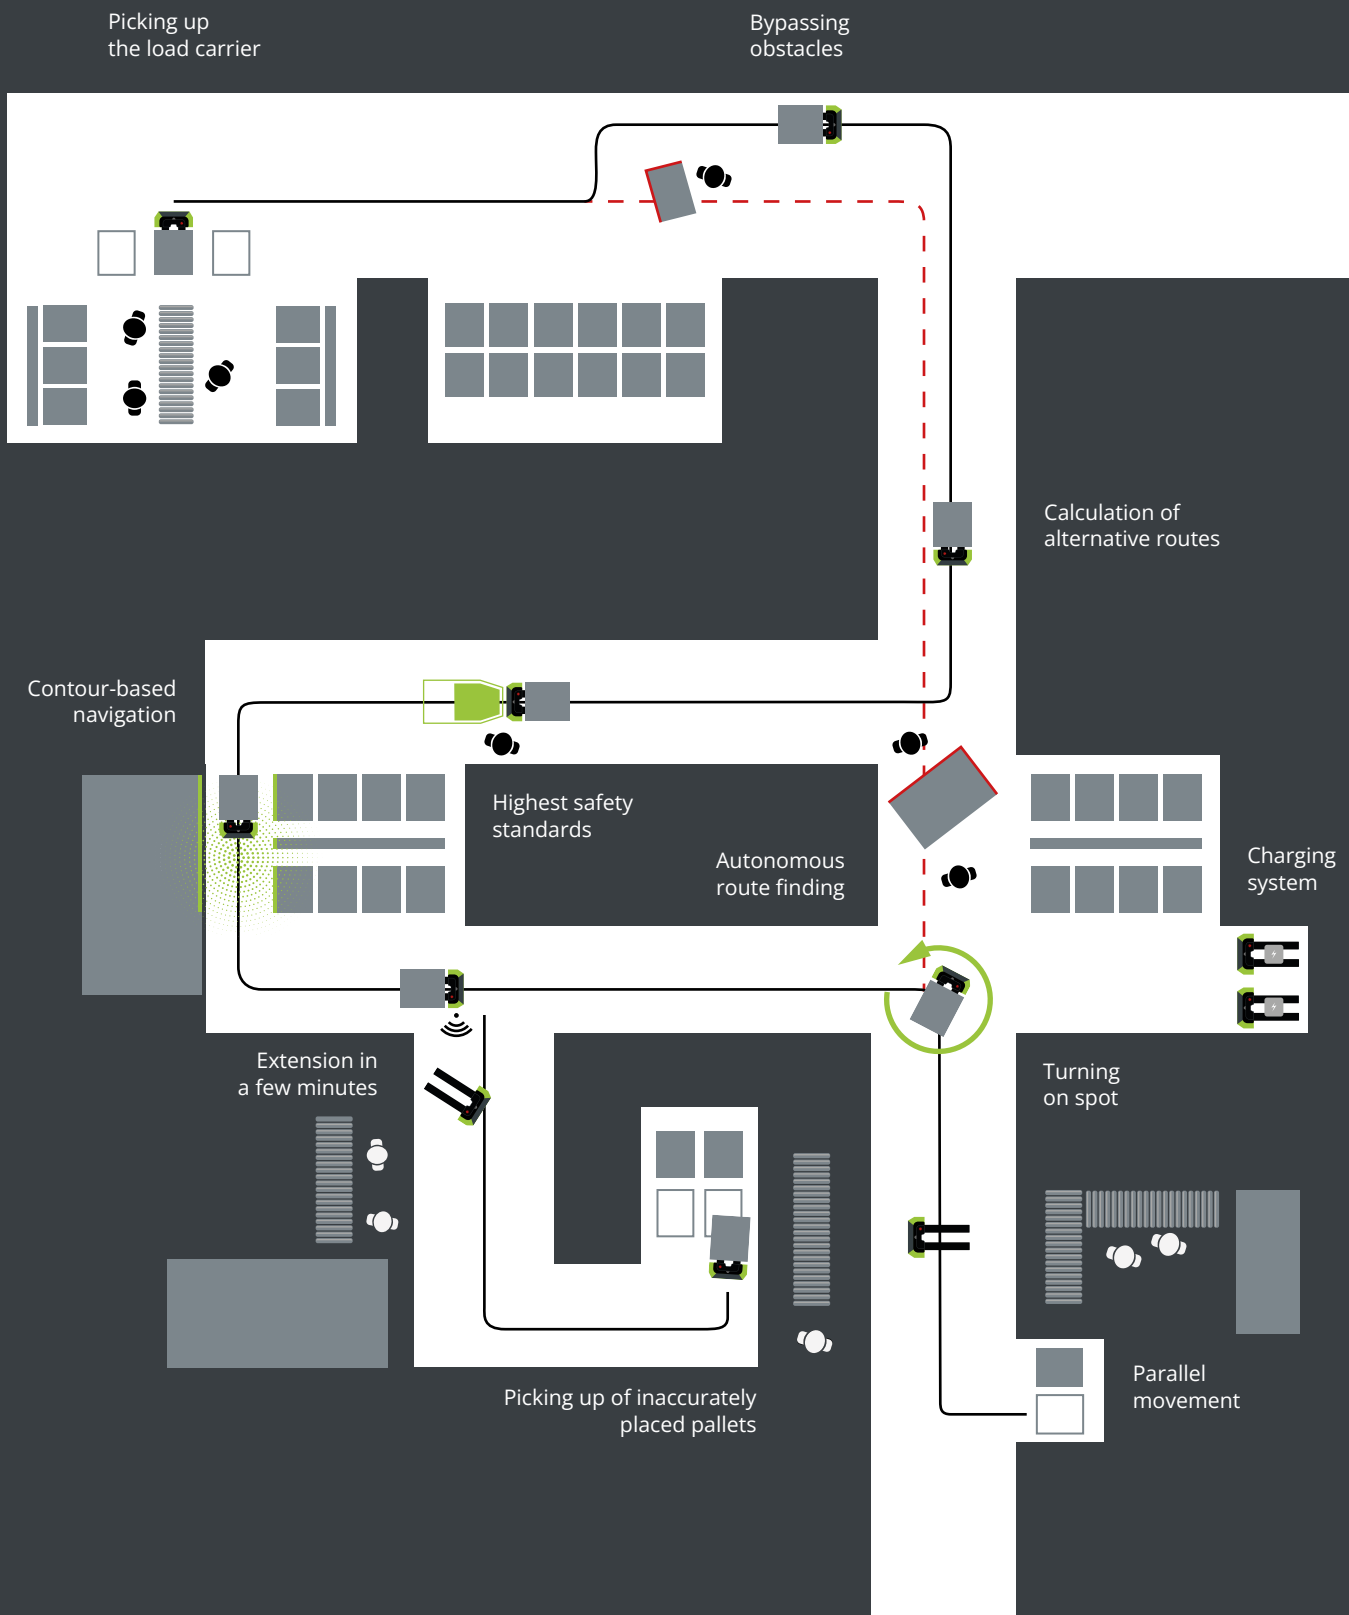 Picking up
the load carrier
Bypassing
obstacles
Calculation of
alternative routes
Contour-based
navigation
Highest safety
standards
Autonomous
route finding
Charging
system
Extension in
a few minutes
Turning
on spot
Parallel
movement
Picking up of inaccurately
placed pallets